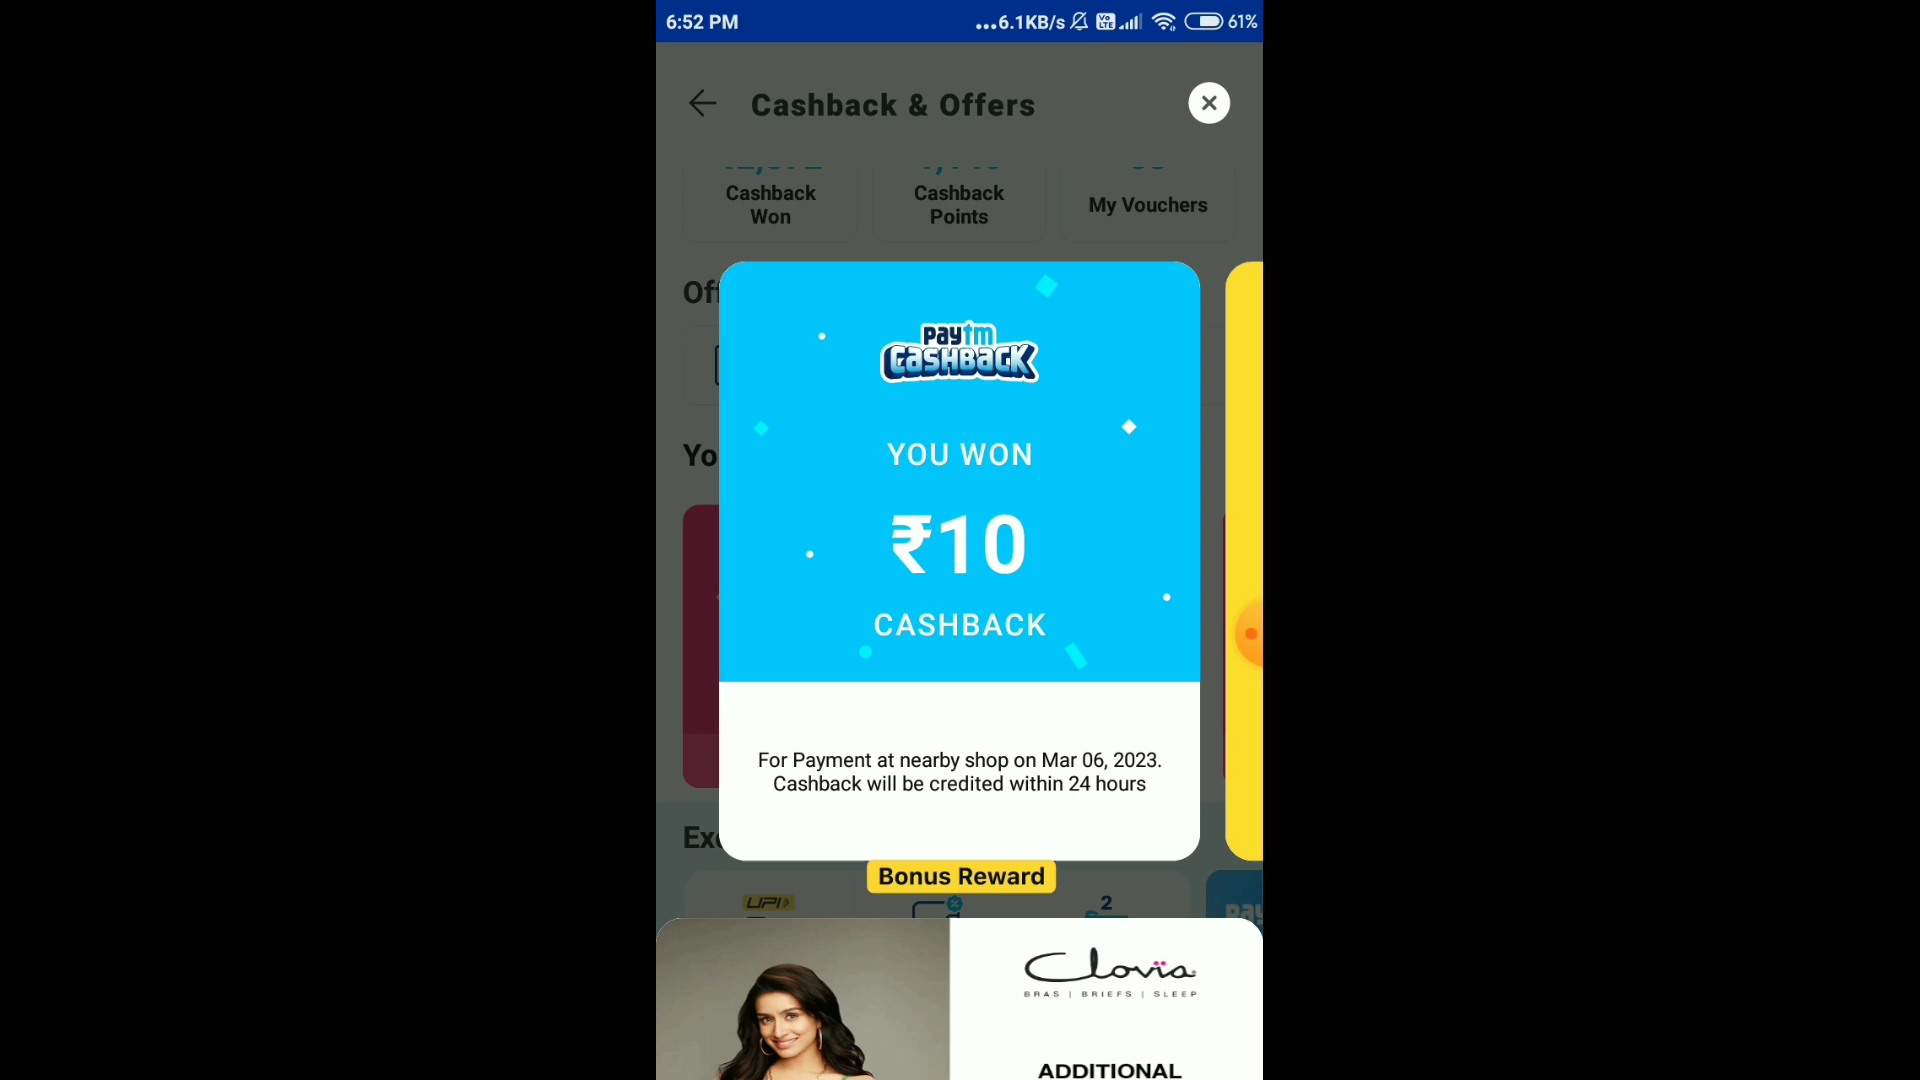 6:52 PM
...6.1KB/s
Vo LTE
61%
Cashback & Offers
Cashback
Won
Cashback
Points
My Vouchers
paytm
CASHBACK
YOU WON
₹10
CASHBACK
For Payment at nearby shop on Mar 06, 2023.
Cashback will be credited within 24 hours
Bonus Reward
UPI
2
Clovia
BRAS | BRIEFS | SLEEP
ADDITIONAL